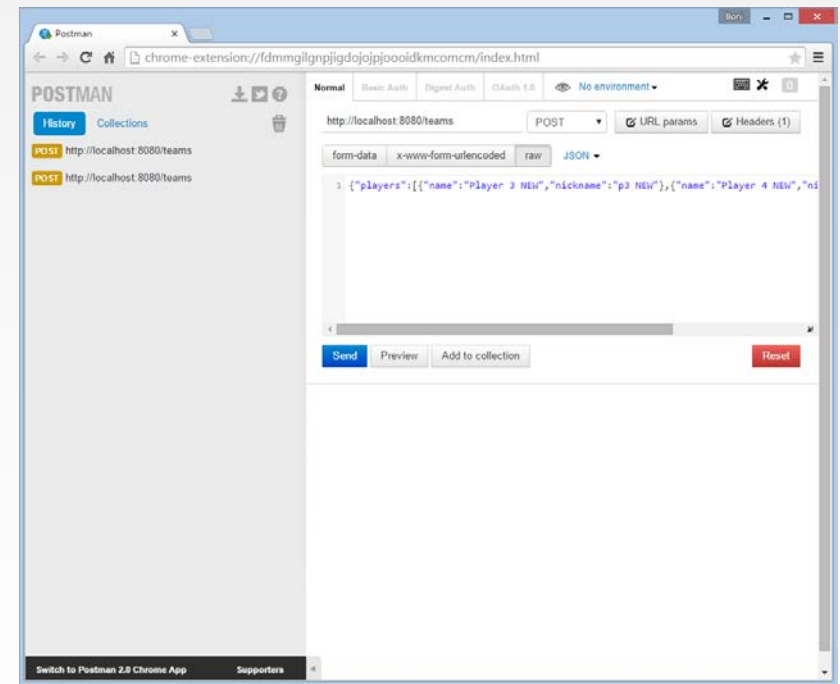 Bori
Postman
chrome-extension://fdmmgilgnpjigdojojpjoooidkmcomcm/index.html
POSTMAN
History Collections
POST http://localhost:8080/teams
POST http://localhost:8080/teams
Normal Basic Auth Digest Auth OAuth 1.0 No environment 0
http://localhost:8080/teams POST URL params Headers (1)
form-data x-www-form-urlencoded raw JSON
1 {"players":[{"name":"Player 3 NEW","nickname":"p3 NEW"},{"name":"Player 4 NEW","ni
Send Preview Add to collection Reset
Switch to Postman 2.0 Chrome App Supporters